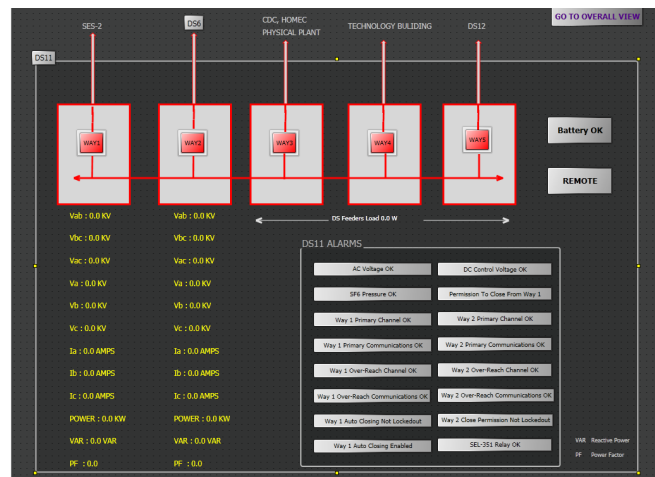 GO TO OVERALL VIEW
SES-2
DS6
CDC, HOMEC
PHYSICAL PLANT
TECHNOLOGY BULIDING
DS12
DS11
WAY1
WAY2
WAY3
WAY4
WAY5
Battery OK
REMOTE
DS Feeders Load 0.0 W
Vab : 0.0 KV
Vbc : 0.0 KV
Vac : 0.0 KV
Va : 0.0 KV
Vb : 0.0 KV
Vc : 0.0 KV
Ia : 0.0 AMPS
Ib : 0.0 AMPS
Ic : 0.0 AMPS
POWER : 0.0 KW
VAR : 0.0 VAR
PF : 0.0
Vab : 0.0 KV
Vbc : 0.0 KV
Vac : 0.0 KV
Va : 0.0 KV
Vb : 0.0 KV
Vc : 0.0 KV
Ia : 0.0 AMPS
Ib : 0.0 AMPS
Ic : 0.0 AMPS
POWER : 0.0 KW
VAR : 0.0 VAR
PF : 0.0
DS11 ALARMS
AC Voltage OK
DC Control Voltage OK
SF6 Pressure OK
Permission To Close From Way 1
Way 1 Primary Channel OK
Way 2 Primary Channel OK
Way 1 Primary Communications OK
Way 2 Primary Communications OK
Way 1 Over-Reach Channel OK
Way 2 Over-Reach Channel OK
Way 1 Over-Reach Communications OK
Way 2 Over-Reach Communications OK
Way 1 Auto Closing Not Lockedout
Way 2 Close Permission Not Lockedout
Way 1 Auto Closing Enabled
SEL-351 Relay OK
VAR Reactive Power
PF Power Factor